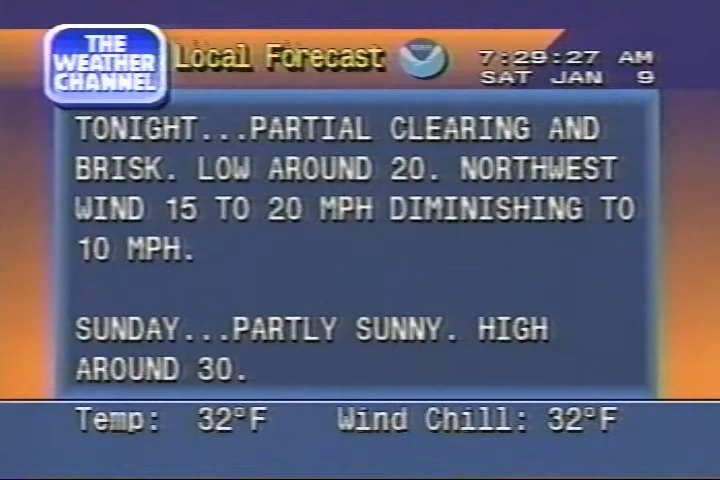 THE
WEATHER
CHANNEL
Local Forecast
NOAA
7:29:27 AM
SAT JAN 9
TONIGHT...PARTIAL CLEARING AND
BRISK. LOW AROUND 20. NORTHWEST
WIND 15 TO 20 MPH DIMINISHING TO
10 MPH.
SUNDAY...PARTLY SUNNY. HIGH
AROUND 30.
Temp: 32°F Wind Chill: 32°F